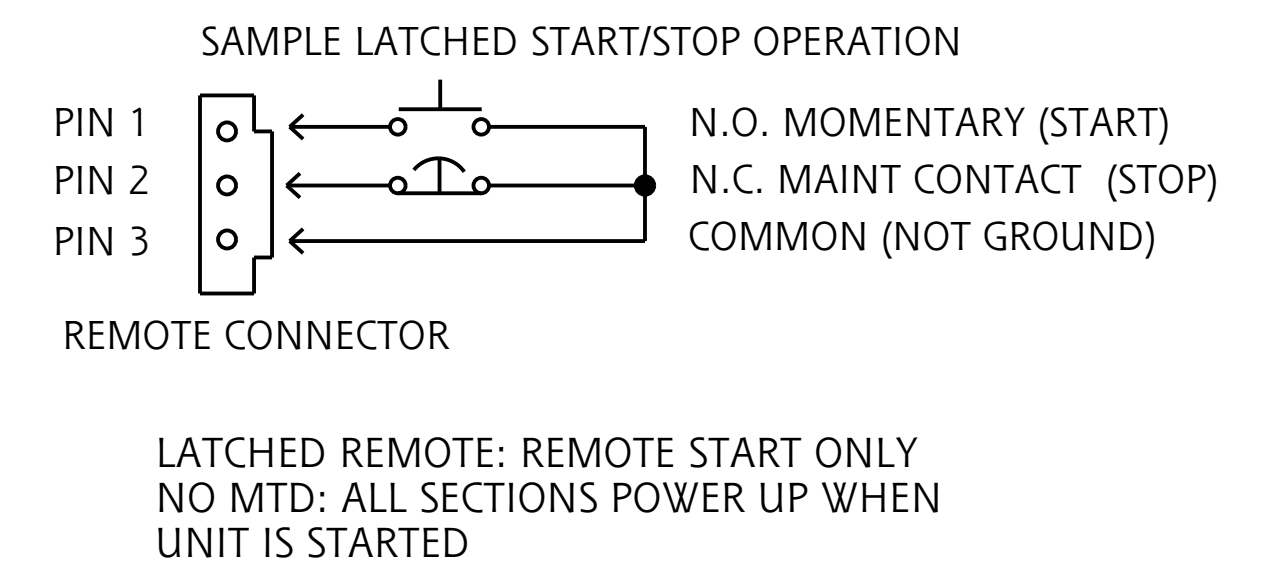 SAMPLE LATCHED START/STOP OPERATION
PIN 1 N.O. MOMENTARY (START)
PIN 2 N.C. MAINT CONTACT (STOP)
PIN 3 COMMON (NOT GROUND)
REMOTE CONNECTOR
LATCHED REMOTE: REMOTE START ONLY
NO MTD: ALL SECTIONS POWER UP WHEN
UNIT IS STARTED